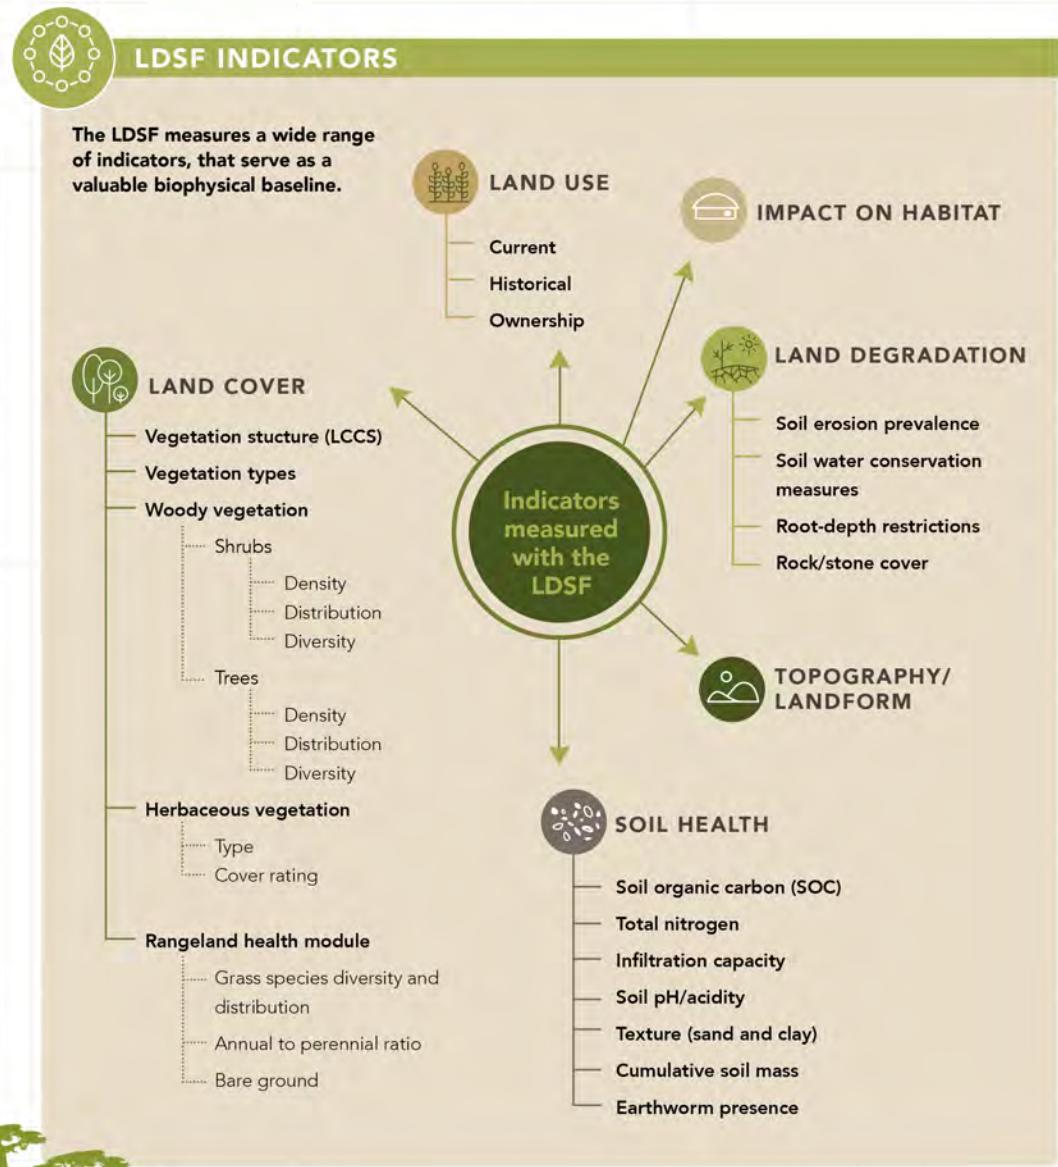 LDSF INDICATORS
The LDSF measures a wide range
of indicators, that serve as a
valuable biophysical baseline.
LAND USE
Current
Historical
Ownership
IMPACT ON HABITAT
LAND DEGRADATION
Soil erosion prevalence
Soil water conservation
measures
Root-depth restrictions
Rock/stone cover
LAND COVER
Vegetation stucture (LCCS)
Vegetation types
Woody vegetation
Shrubs
Density
Distribution
Diversity
Trees
Density
Distribution
Diversity
Herbaceous vegetation
Type
Cover rating
Rangeland health module
Grass species diversity and
distribution
Annual to perennial ratio
Bare ground
Indicators
measured
with the
LDSF
TOPOGRAPHY/
LANDFORM
SOIL HEALTH
Soil organic carbon (SOC)
Total nitrogen
Infiltration capacity
Soil pH/acidity
Texture (sand and clay)
Cumulative soil mass
Earthworm presence